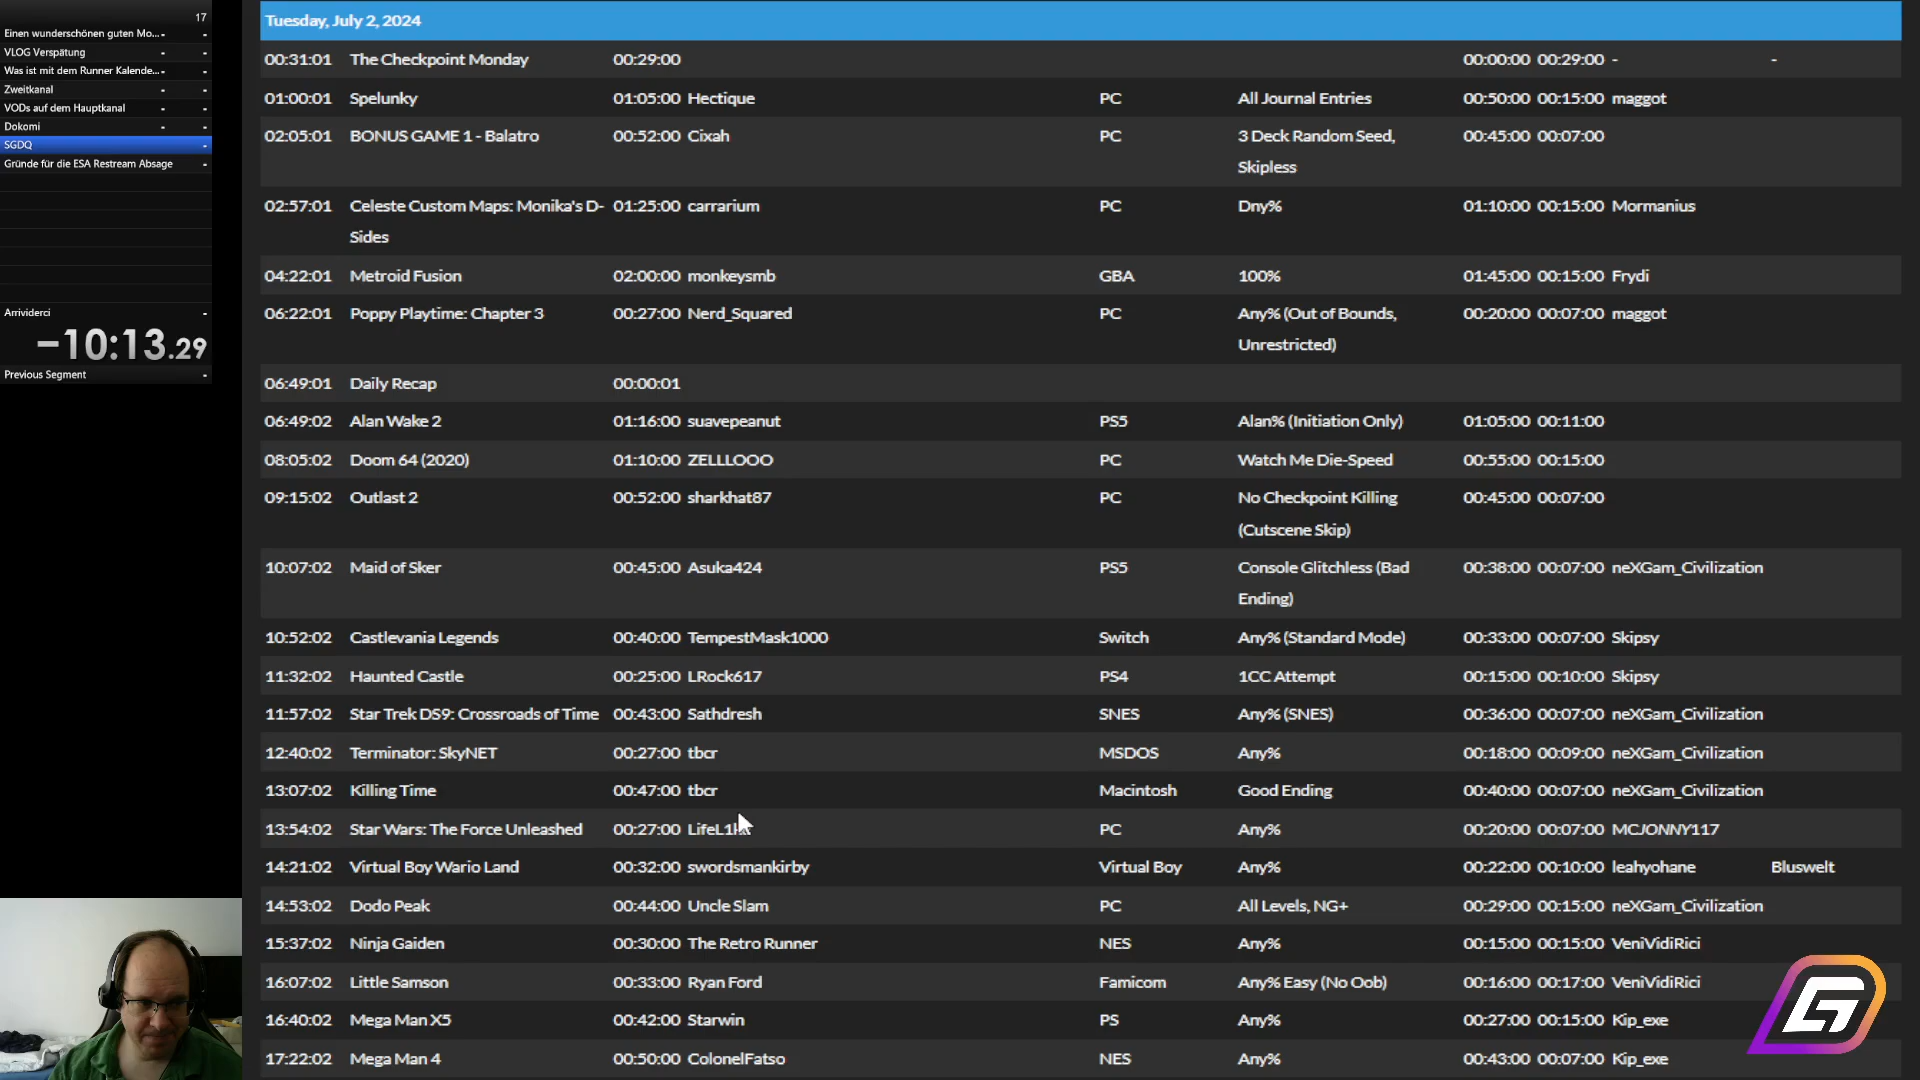 17
Einen wunderschönen guten Mo... - -
VLOG Verspätung - -
Was ist mit dem Runner Kalende... - -
Zweitkanal - -
VODs auf dem Hauptkanal - -
Dokomi - -
SGDQ -
Gründe für die ESA Restream Absage -
Arriviederci -
-10:13.29
Previous Segment -
Tuesday, July 2, 2024
00:31:01 The Checkpoint Monday 00:29:00 00:00:00 00:29:00 - -
01:00:01 Spelunky 01:05:00 Hectique PC All Journal Entries 00:50:00 00:15:00 maggot
02:05:01 BONUS GAME 1 - Balatro 00:52:00 Cixah PC 3 Deck Random Seed, 00:45:00 00:07:00
Skipless
02:57:01 Celeste Custom Maps: Monika's D- 01:25:00 carrarium PC Dny% 01:10:00 00:15:00 Mormanius
Sides
04:22:01 Metroid Fusion 02:00:00 monkeysmb GBA 100% 01:45:00 00:15:00 Frydi
06:22:01 Poppy Playtime: Chapter 3 00:27:00 Nerd_Squared PC Any% (Out of Bounds, 00:20:00 00:07:00 maggot
Unrestricted)
06:49:01 Daily Recap 00:00:01
06:49:02 Alan Wake 2 01:16:00 suavepeanut PS5 Alan% (Initiation Only) 01:05:00 00:11:00
08:05:02 Doom 64 (2020) 01:10:00 ZELLLOOO PC Watch Me Die-Speed 00:55:00 00:15:00
09:15:02 Outlast 2 00:52:00 sharkhat87 PC No Checkpoint Killing 00:45:00 00:07:00
(Cutscene Skip)
10:07:02 Maid of Sker 00:45:00 Asuka424 PS5 Console Glitchless (Bad 00:38:00 00:07:00 neXGam_Civilization
Ending)
10:52:02 Castlevania Legends 00:40:00 TempestMask1000 Switch Any% (Standard Mode) 00:33:00 00:07:00 Skipsy
11:32:02 Haunted Castle 00:25:00 LRock617 PS4 1CC Attempt 00:15:00 00:10:00 Skipsy
11:57:02 Star Trek DS9: Crossroads of Time 00:43:00 Sathdresh SNES Any% (SNES) 00:36:00 00:07:00 neXGam_Civilization
12:40:02 Terminator: SkyNET 00:27:00 tbcr MSDOS Any% 00:18:00 00:09:00 neXGam_Civilization
13:07:02 Killing Time 00:47:00 tbcr Macintosh Good Ending 00:40:00 00:07:00 neXGam_Civilization
13:54:02 Star Wars: The Force Unleashed 00:27:00 PC Any% 00:20:00 00:07:00 MCJONNY117
14:21:02 Virtual Boy Wario Land 00:32:00 swordsmankirby Virtual Boy Any% 00:22:00 00:10:00 leahyohane Bluswelt
14:53:02 Dodo Peak 00:44:00 Uncle Slam PC All Levels, NG+ 00:29:00 00:15:00 neXGam_Civilization
15:37:02 Ninja Gaiden 00:30:00 The Retro Runner NES Any% 00:15:00 00:15:00 VeniVidiRici
16:07:02 Little Samson 00:33:00 Ryan Ford Famicom Any% Easy (No Oob) 00:16:00 00:17:00 VeniVidiRici
16:40:02 Mega Man X5 00:42:00 Starwin PS Any% 00:27:00 00:15:00 Kip_exe
17:22:02 Mega Man 4 00:50:00 ColonelFatso NES Any% 00:43:00 00:07:00 Kip_exe